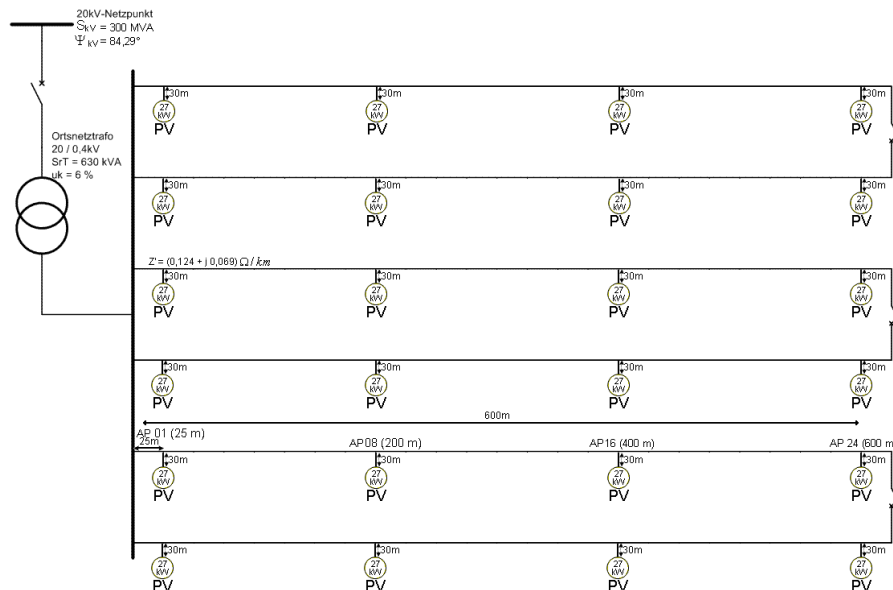 20kV-Netzpunkt
SkV = 300 MVA
Ψkv = 84,29°
Ortsnetztrafo
20 / 0,4kV
SrT = 630 kVA
uk = 6 %
30m 30m 30m 30m
27 kW 27 kW 27 kW 27 kW
PV PV PV PV
30m 30m 30m 30m
27 kW 27 kW 27 kW 27 kW
PV PV PV PV
Z' = (0,124 + j 0,069) Ω / km
30m 30m 30m 30m
27 kW 27 kW 27 kW 27 kW
PV PV PV PV
30m 30m 30m 30m
27 kW 27 kW 27 kW 27 kW
PV PV PV PV
600m
AP 01 (25 m)
25m AP08 (200 m) AP16 (400 m) AP 24 (600 m
30m 30m 30m 30m
27 kW 27 kW 27 kW 27 kW
PV PV PV PV
30m 30m 30m 30m
27 kW 27 kW 27 kW 27 kW
PV PV PV PV